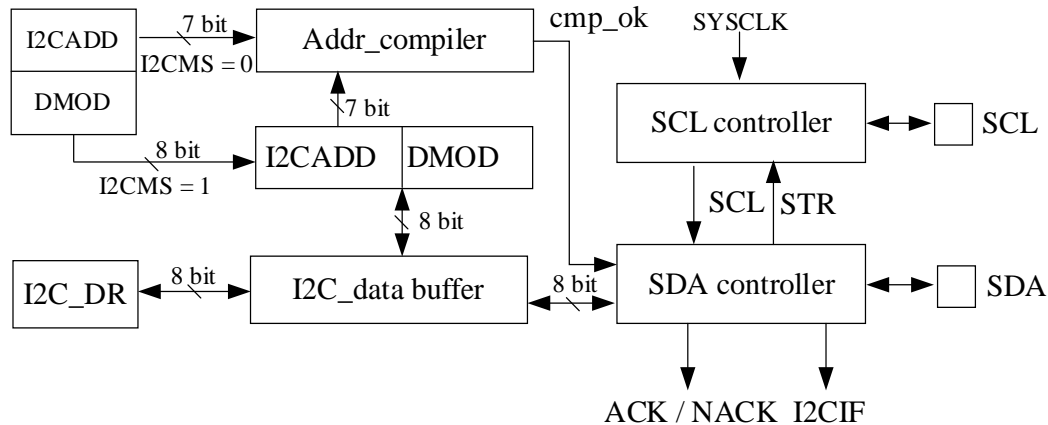 I2CADD
DMOD
7 bit
I2CMS = 0
Addr_compiler
cmp_ok
SYSCLK
SCL controller
SCL
7 bit
8 bit
I2CMS = 1
I2CADD
DMOD
SCL
STR
8 bit
I2C_DR
8 bit
I2C_data buffer
8 bit
SDA controller
SDA
ACK / NACK
I2CIF